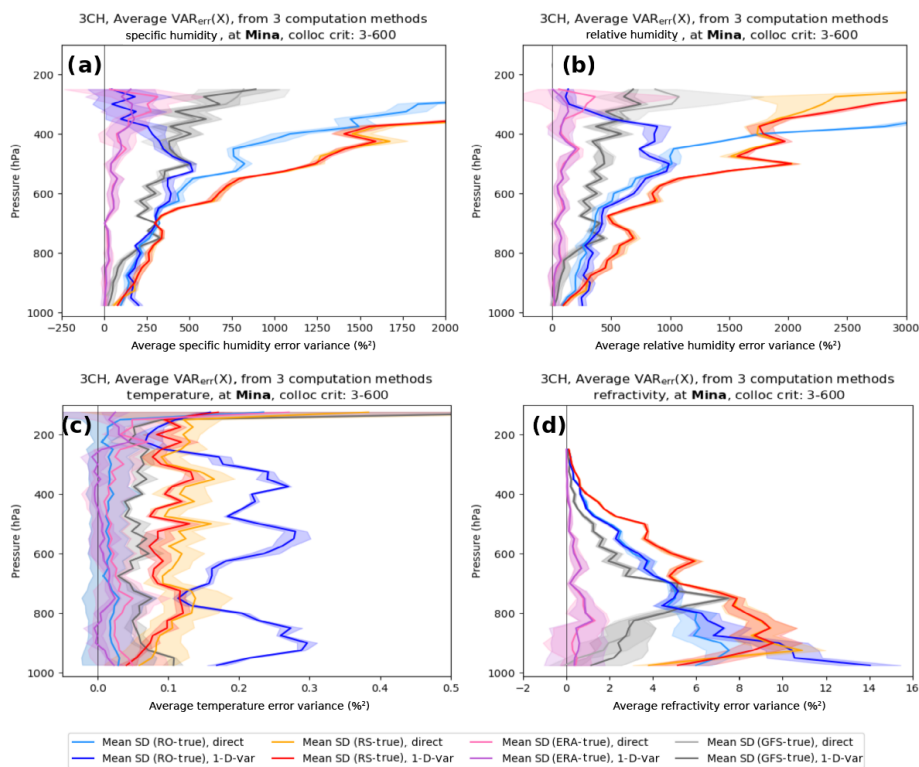 3CH, Average VARerr(X), from 3 computation methods
specific humidity, at Mina, colloc crit: 3-600
(a)
200
400
600
800
1000
Pressure (hPa)
−250 0 250 500 750 1000 1250 1500 1750 2000
Average specific humidity error variance (%²)
3CH, Average VARerr(X), from 3 computation methods
relative humidity, at Mina, colloc crit: 3-600
(b)
200
400
600
800
1000
Pressure (hPa)
0 500 1000 1500 2000 2500 3000
Average relative humidity error variance (%²)
3CH, Average VARerr(X), from 3 computation methods
temperature, at Mina, colloc crit: 3-600
(c)
200
400
600
800
1000
Pressure (hPa)
0.0 0.1 0.2 0.3 0.4 0.5
Average temperature error variance (%²)
3CH, Average VARerr(X), from 3 computation methods
refractivity, at Mina, colloc crit: 3-600
(d)
200
400
600
800
1000
Pressure (hPa)
−2 0 2 4 6 8 10 12 14 16
Average refractivity error variance (%²)
Mean SD (RO-true), direct Mean SD (RS-true), direct Mean SD (ERA-true), direct Mean SD (GFS-true), direct
Mean SD (RO-true), 1-D-var Mean SD (RS-true), 1-D-var Mean SD (ERA-true), 1-D-var Mean SD (GFS-true), 1-D-var